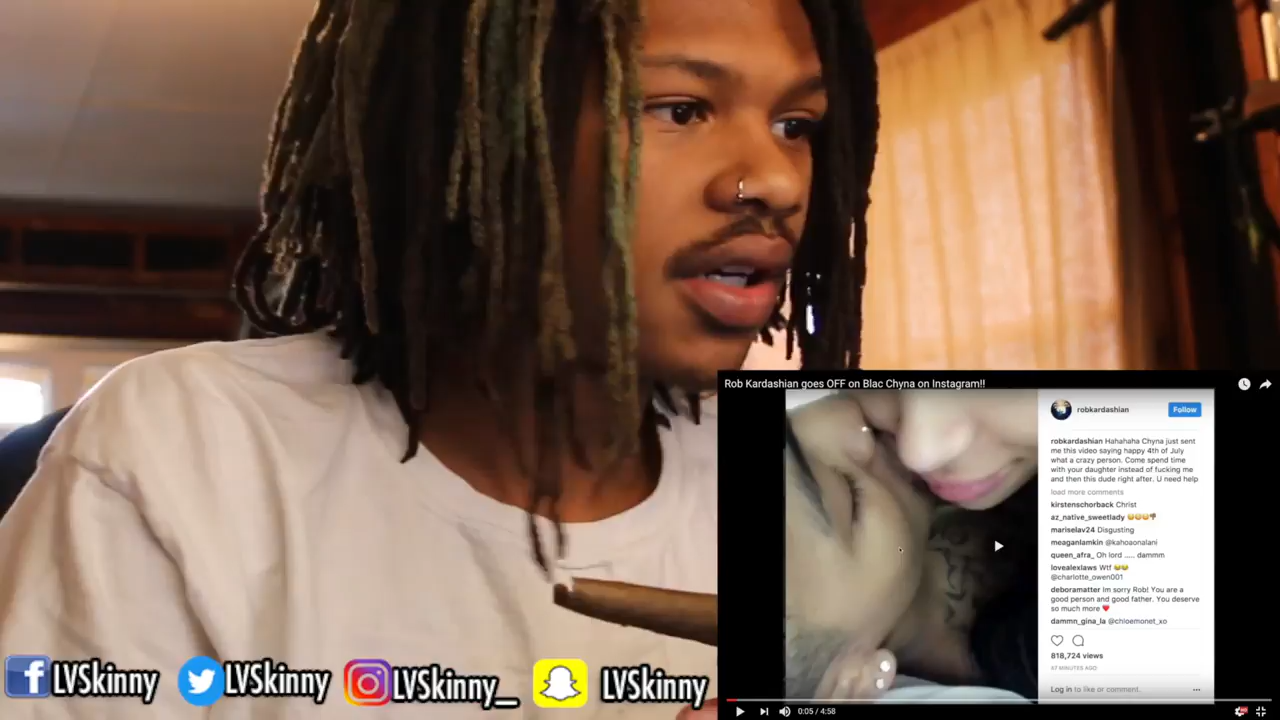 Rob Kardashian goes OFF on Blac Chyna on Instagram!!
robkardashian
Follow
robkardashian Hahahaha Chyna just sent
me this video saying happy 4th of July
what a crazy person. Come spend time
with your daughter instead of fucking me
and then this dude right after. U need help
load more comments
kirstenschorback Christ
az_native_sweetlady 😂😂😂👎🏾
mariselav24 Disgusting
meaganlamkin @kahoaonalani
queen_afra_ Oh lord ..... dammm
lovealexlaws Wtf 😂😂
@charlotte_owen001
deboramatter Im sorry Rob! You are a
good person and good father. You deserve
so much more ❤️
dammn_gina_la @chloemonet_xo
818,724 views
47 MINUTES AGO
Log in to like or comment.
0:05 / 4:58
LVSkinny LVSkinny LVSkinny_ LVSkinny